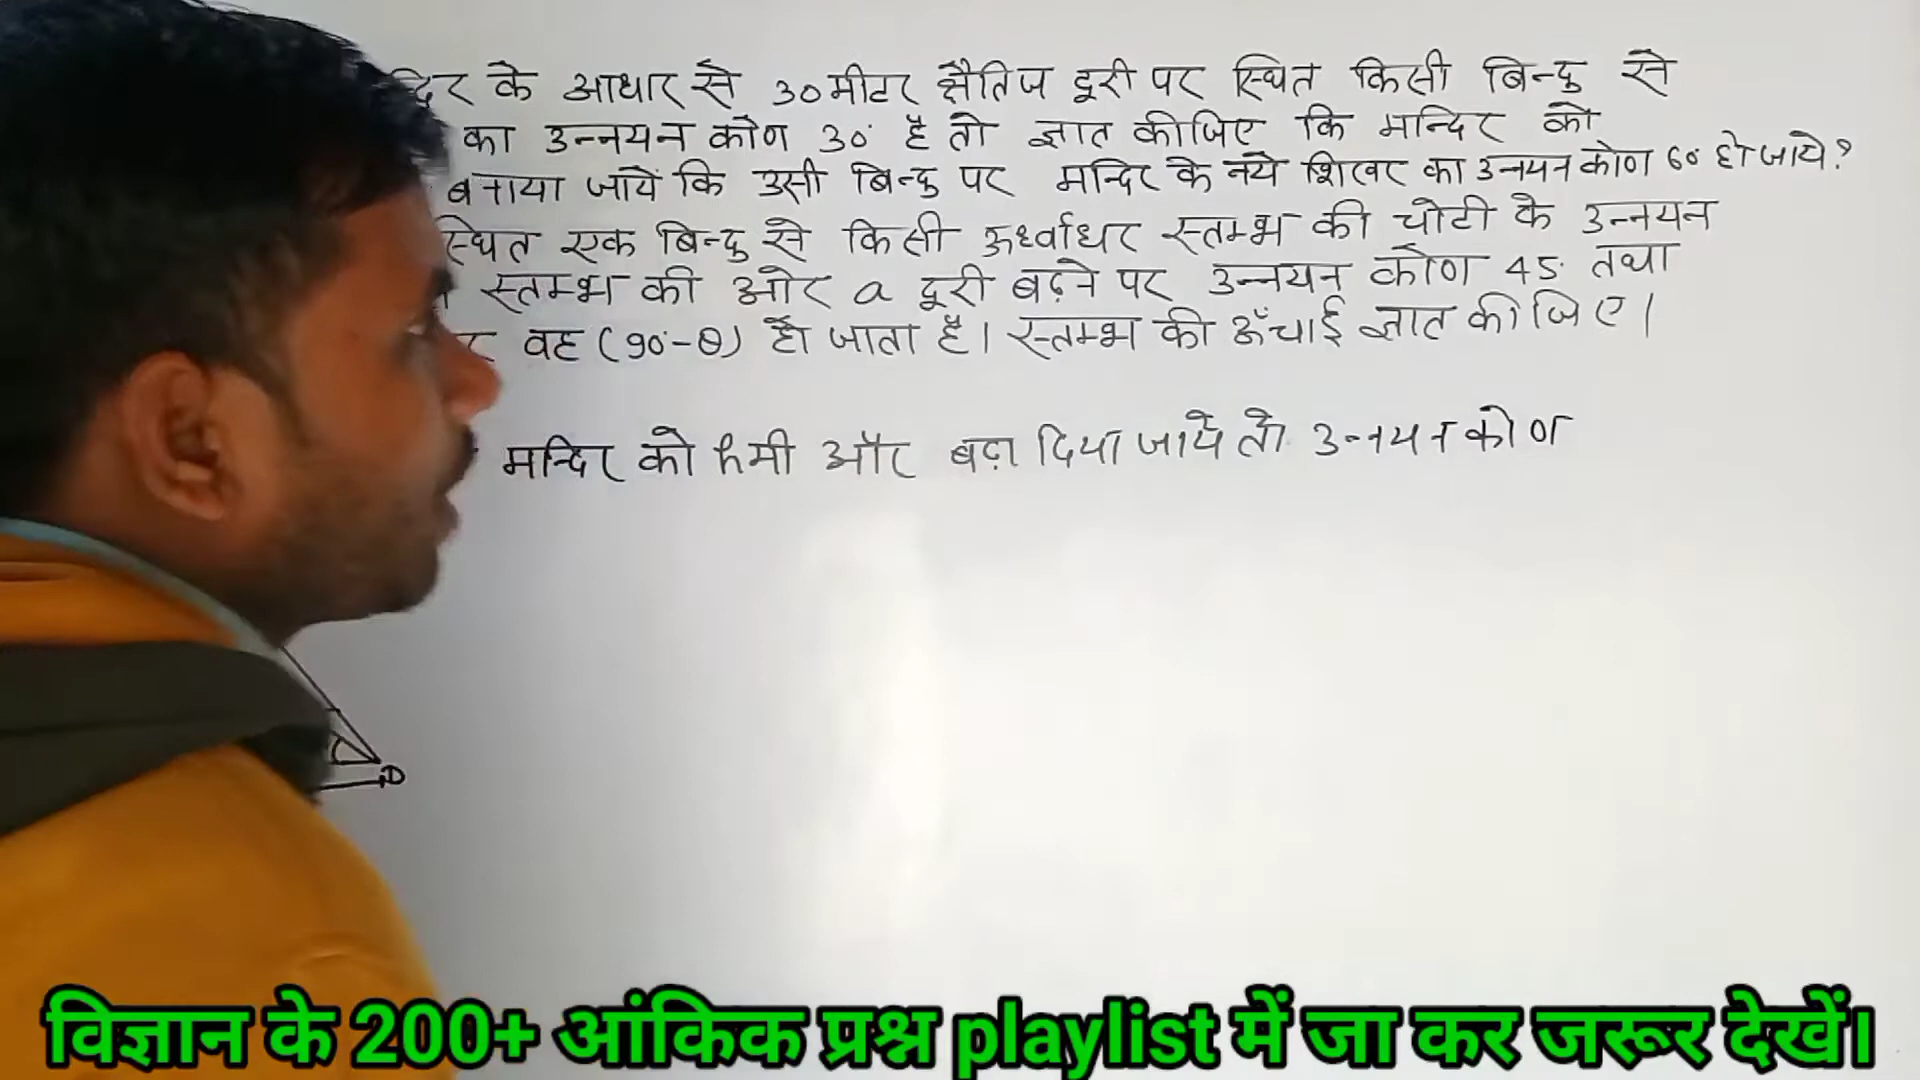 के आधार से 30 मीटर क्षैतिज दूरी पर स्थित किसी बिन्दु से
का उन्नयन कोण 30° है तो ज्ञात कीजिए कि मन्दिर को
बनाया जाये कि उसी बिन्दु पर मन्दिर के नये शिखर का उन्नयन कोण 60° हो जाये?
स्थित एक बिन्दु से किसी ऊर्ध्वाधर स्तम्भ की चोटी के उन्नयन
स्तम्भ की ओर a दूरी बढ़ने पर उन्नयन कोण 45° तथा
वह (90°-θ) हो जाता है। स्तम्भ की ऊँचाई ज्ञात कीजिए।
मन्दिर को hमी और बढ़ा दिया जाये तो उन्नयन कोण
D
विज्ञान के 200+ आंकिक प्रश्न playlist में जा कर जरूर देखें।